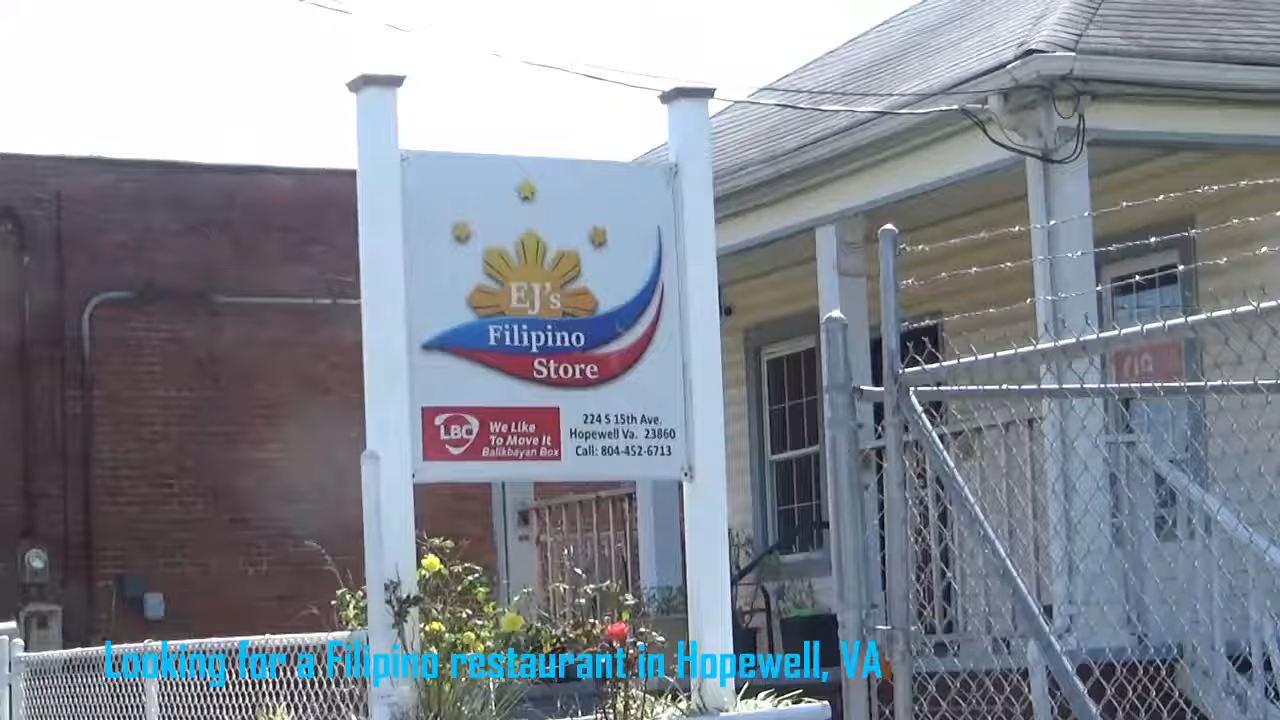 EJ's
Filipino
Store
LBC
We Like
To Move It
Balikbayan Box
224 S 15th Ave,
Hopewell Va. 23860
Call: 804-452-6713
Looking for a Filipino restaurant in Hopewell, VA